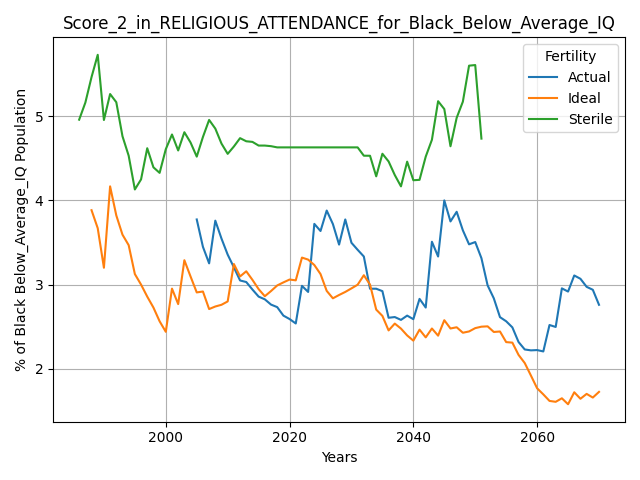 Score_2_in_RELIGIOUS_ATTENDANCE_for_Black_Below_Average_IQ
Fertility
Actual
Ideal
Sterile
% of Black Below_Average_IQ Population
5
4
3
2
2000
2020
2040
2060
Years